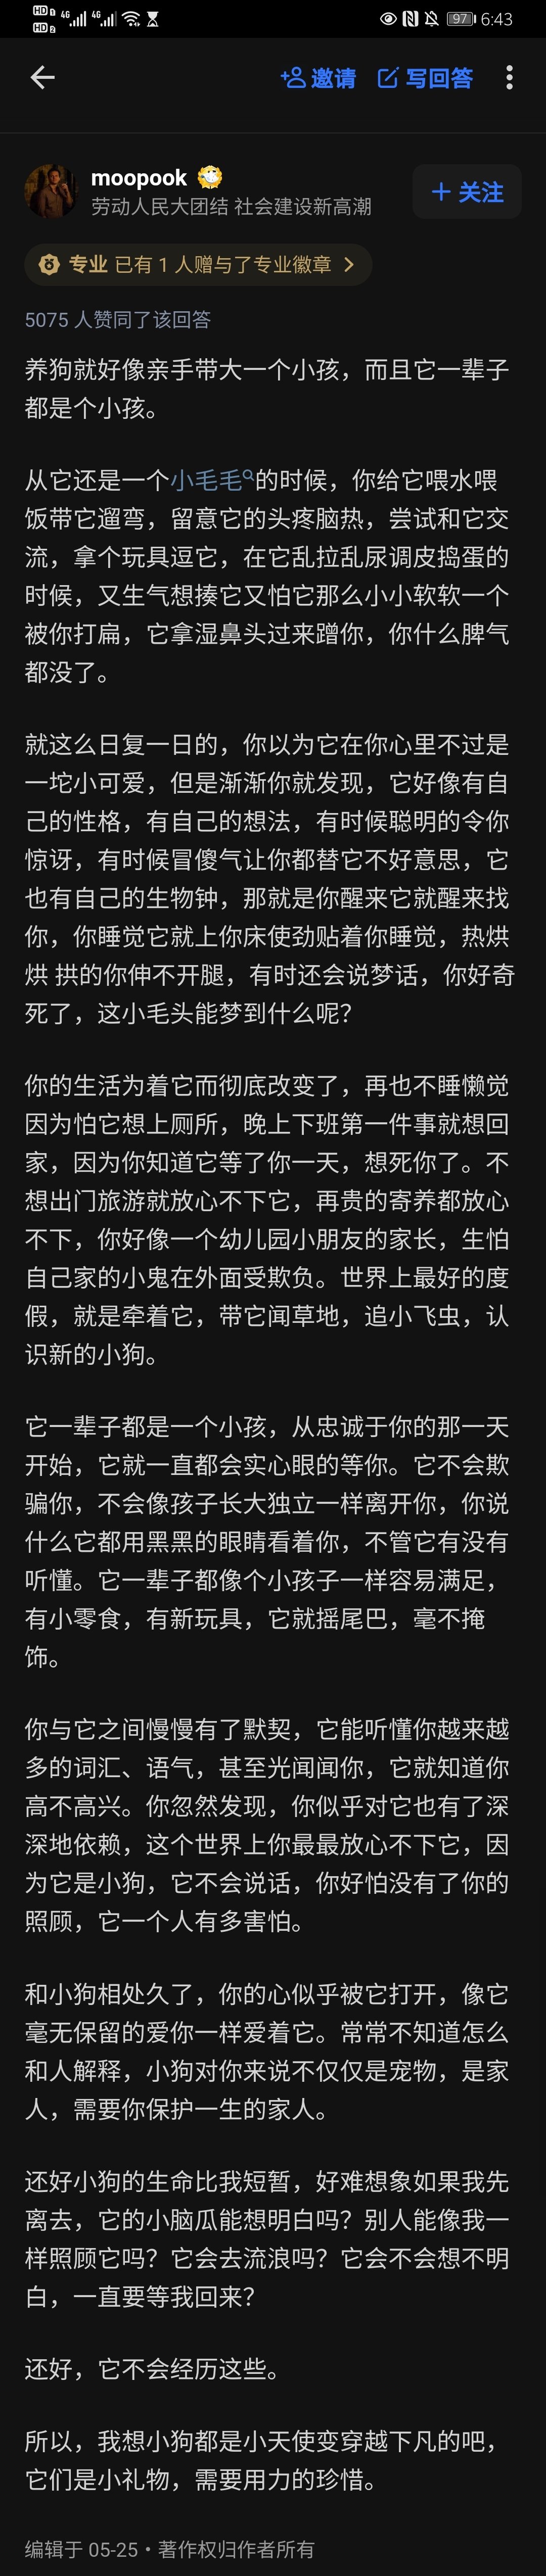 HD 1 4G 4G 97 6:43
HD 2
邀请 写回答
moopook
劳动人民大团结 社会建设新高潮
+ 关注
专业 已有 1 人赠与了专业徽章
5075 人赞同了该回答
养狗就好像亲手带大一个小孩，而且它一辈子
都是个小孩。
从它还是一个小毛毛的时候，你给它喂水喂
饭带它遛弯，留意它的头疼脑热，尝试和它交
流，拿个玩具逗它，在它乱拉乱尿调皮捣蛋的
时候，又生气想揍它又怕它那么小小软软一个
被你打扁，它拿湿鼻头过来蹭你，你什么脾气
都没了。
就这么日复一日的，你以为它在你心里不过是
一坨小可爱，但是渐渐你就发现，它好像有自
己的性格，有自己的想法，有时候聪明的令你
惊讶，有时候冒傻气让你都替它不好意思，它
也有自己的生物钟，那就是你醒来它就醒来找
你，你睡觉它就上你床使劲贴着你睡觉，热烘
烘 拱的你伸不开腿，有时还会说梦话，你好奇
死了，这小毛头能梦到什么呢？
你的生活为着它而彻底改变了，再也不睡懒觉
因为怕它想上厕所，晚上下班第一件事就想回
家，因为你知道它等了你一天，想死你了。不
想出门旅游就放心不下它，再贵的寄养都放心
不下，你好像一个幼儿园小朋友的家长，生怕
自己家的小鬼在外面受欺负。世界上最好的度
假，就是牵着它，带它闻草地，追小飞虫，认
识新的小狗。
它一辈子都是一个小孩，从忠诚于你的那一天
开始，它就一直都会实心眼的等你。它不会欺
骗你，不会像孩子长大独立一样离开你，你说
什么它都用黑黑的眼睛看着你，不管它有没有
听懂。它一辈子都像个小孩子一样容易满足，
有小零食，有新玩具，它就摇尾巴，毫不掩
饰。
你与它之间慢慢有了默契，它能听懂你越来越
多的词汇、语气，甚至光闻闻你，它就知道你
高不高兴。你忽然发现，你似乎对它也有了深
深地依赖，这个世界上你最最放心不下它，因
为它是小狗，它不会说话，你好怕没有了你的
照顾，它一个人有多害怕。
和小狗相处久了，你的心似乎被它打开，像它
毫无保留的爱你一样爱着它。常常不知道怎么
和人解释，小狗对你来说不仅仅是宠物，是家
人，需要你保护一生的家人。
还好小狗的生命比我短暂，好难想象如果我先
离去，它的小脑瓜能想明白吗？别人能像我一
样照顾它吗？它会去流浪吗？它会不会想不明
白，一直要等我回来？
还好，它不会经历这些。
所以，我想小狗都是小天使变穿越下凡的吧，
它们是小礼物，需要用力的珍惜。
编辑于 05-25 · 著作权归作者所有